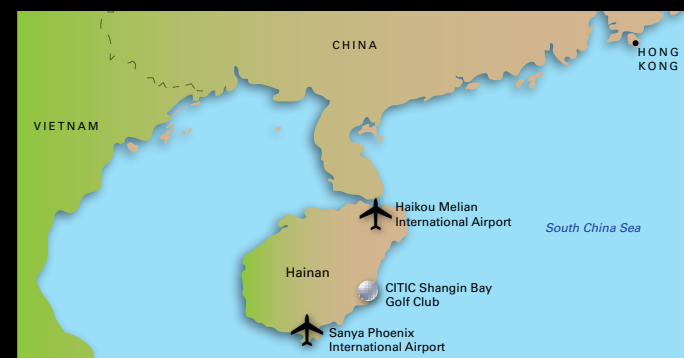 CHINA
HONG
KONG
VIETNAM
Haikou Melian
International Airport
South China Sea
Hainan
CITIC Shangin Bay
Golf Club
Sanya Phoenix
International Airport